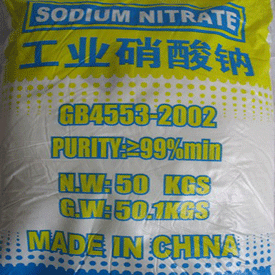 SODIUM NITRATE
工业硝酸钠
GB4553-2002
PURITY:≥99%min
N.W: 50 KGS
G.W: 50.1KGS
MADE IN CHINA